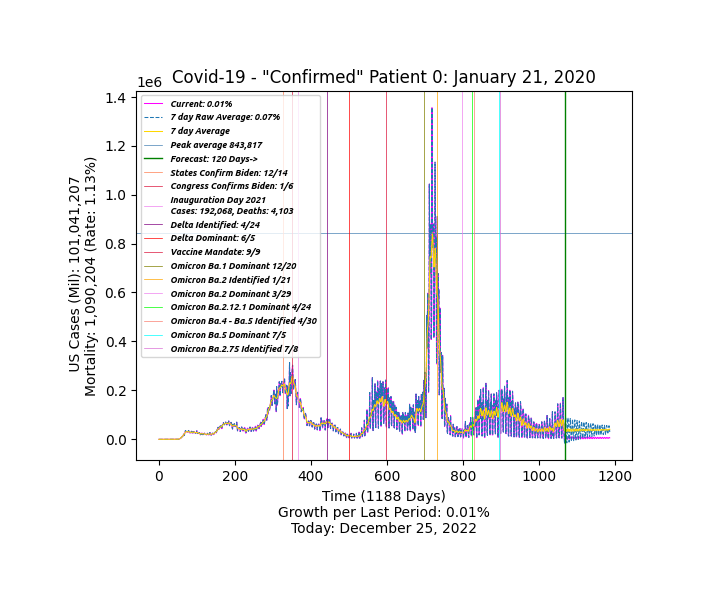 Covid-19 - "Confirmed" Patient 0: January 21, 2020
1e6
1.4
1.2
1.0
0.8
0.6
0.4
0.2
0.0
US Cases (Mil): 101,041,207
Mortality: 1,090,204 (Rate: 1.13%)
Current: 0.01%
7 day Raw Average: 0.07%
7 day Average
Peak average 843,817
Forecast: 120 Days->
States Confirm Biden: 12/14
Congress Confirms Biden: 1/6
Inauguration Day 2021
Cases: 192,068, Deaths: 4,103
Delta Identified: 4/24
Delta Dominant: 6/5
Vaccine Mandate: 9/9
Omicron Ba.1 Dominant 12/20
Omicron Ba.2 Identified 1/21
Omicron Ba.2 Dominant 3/29
Omicron Ba.2.12.1 Dominant 4/24
Omicron Ba.4 - Ba.5 Identified 4/30
Omicron Ba.5 Dominant 7/5
Omicron Ba.2.75 Identified 7/8
0 200 400 600 800 1000 1200
Time (1188 Days)
Growth per Last Period: 0.01%
Today: December 25, 2022